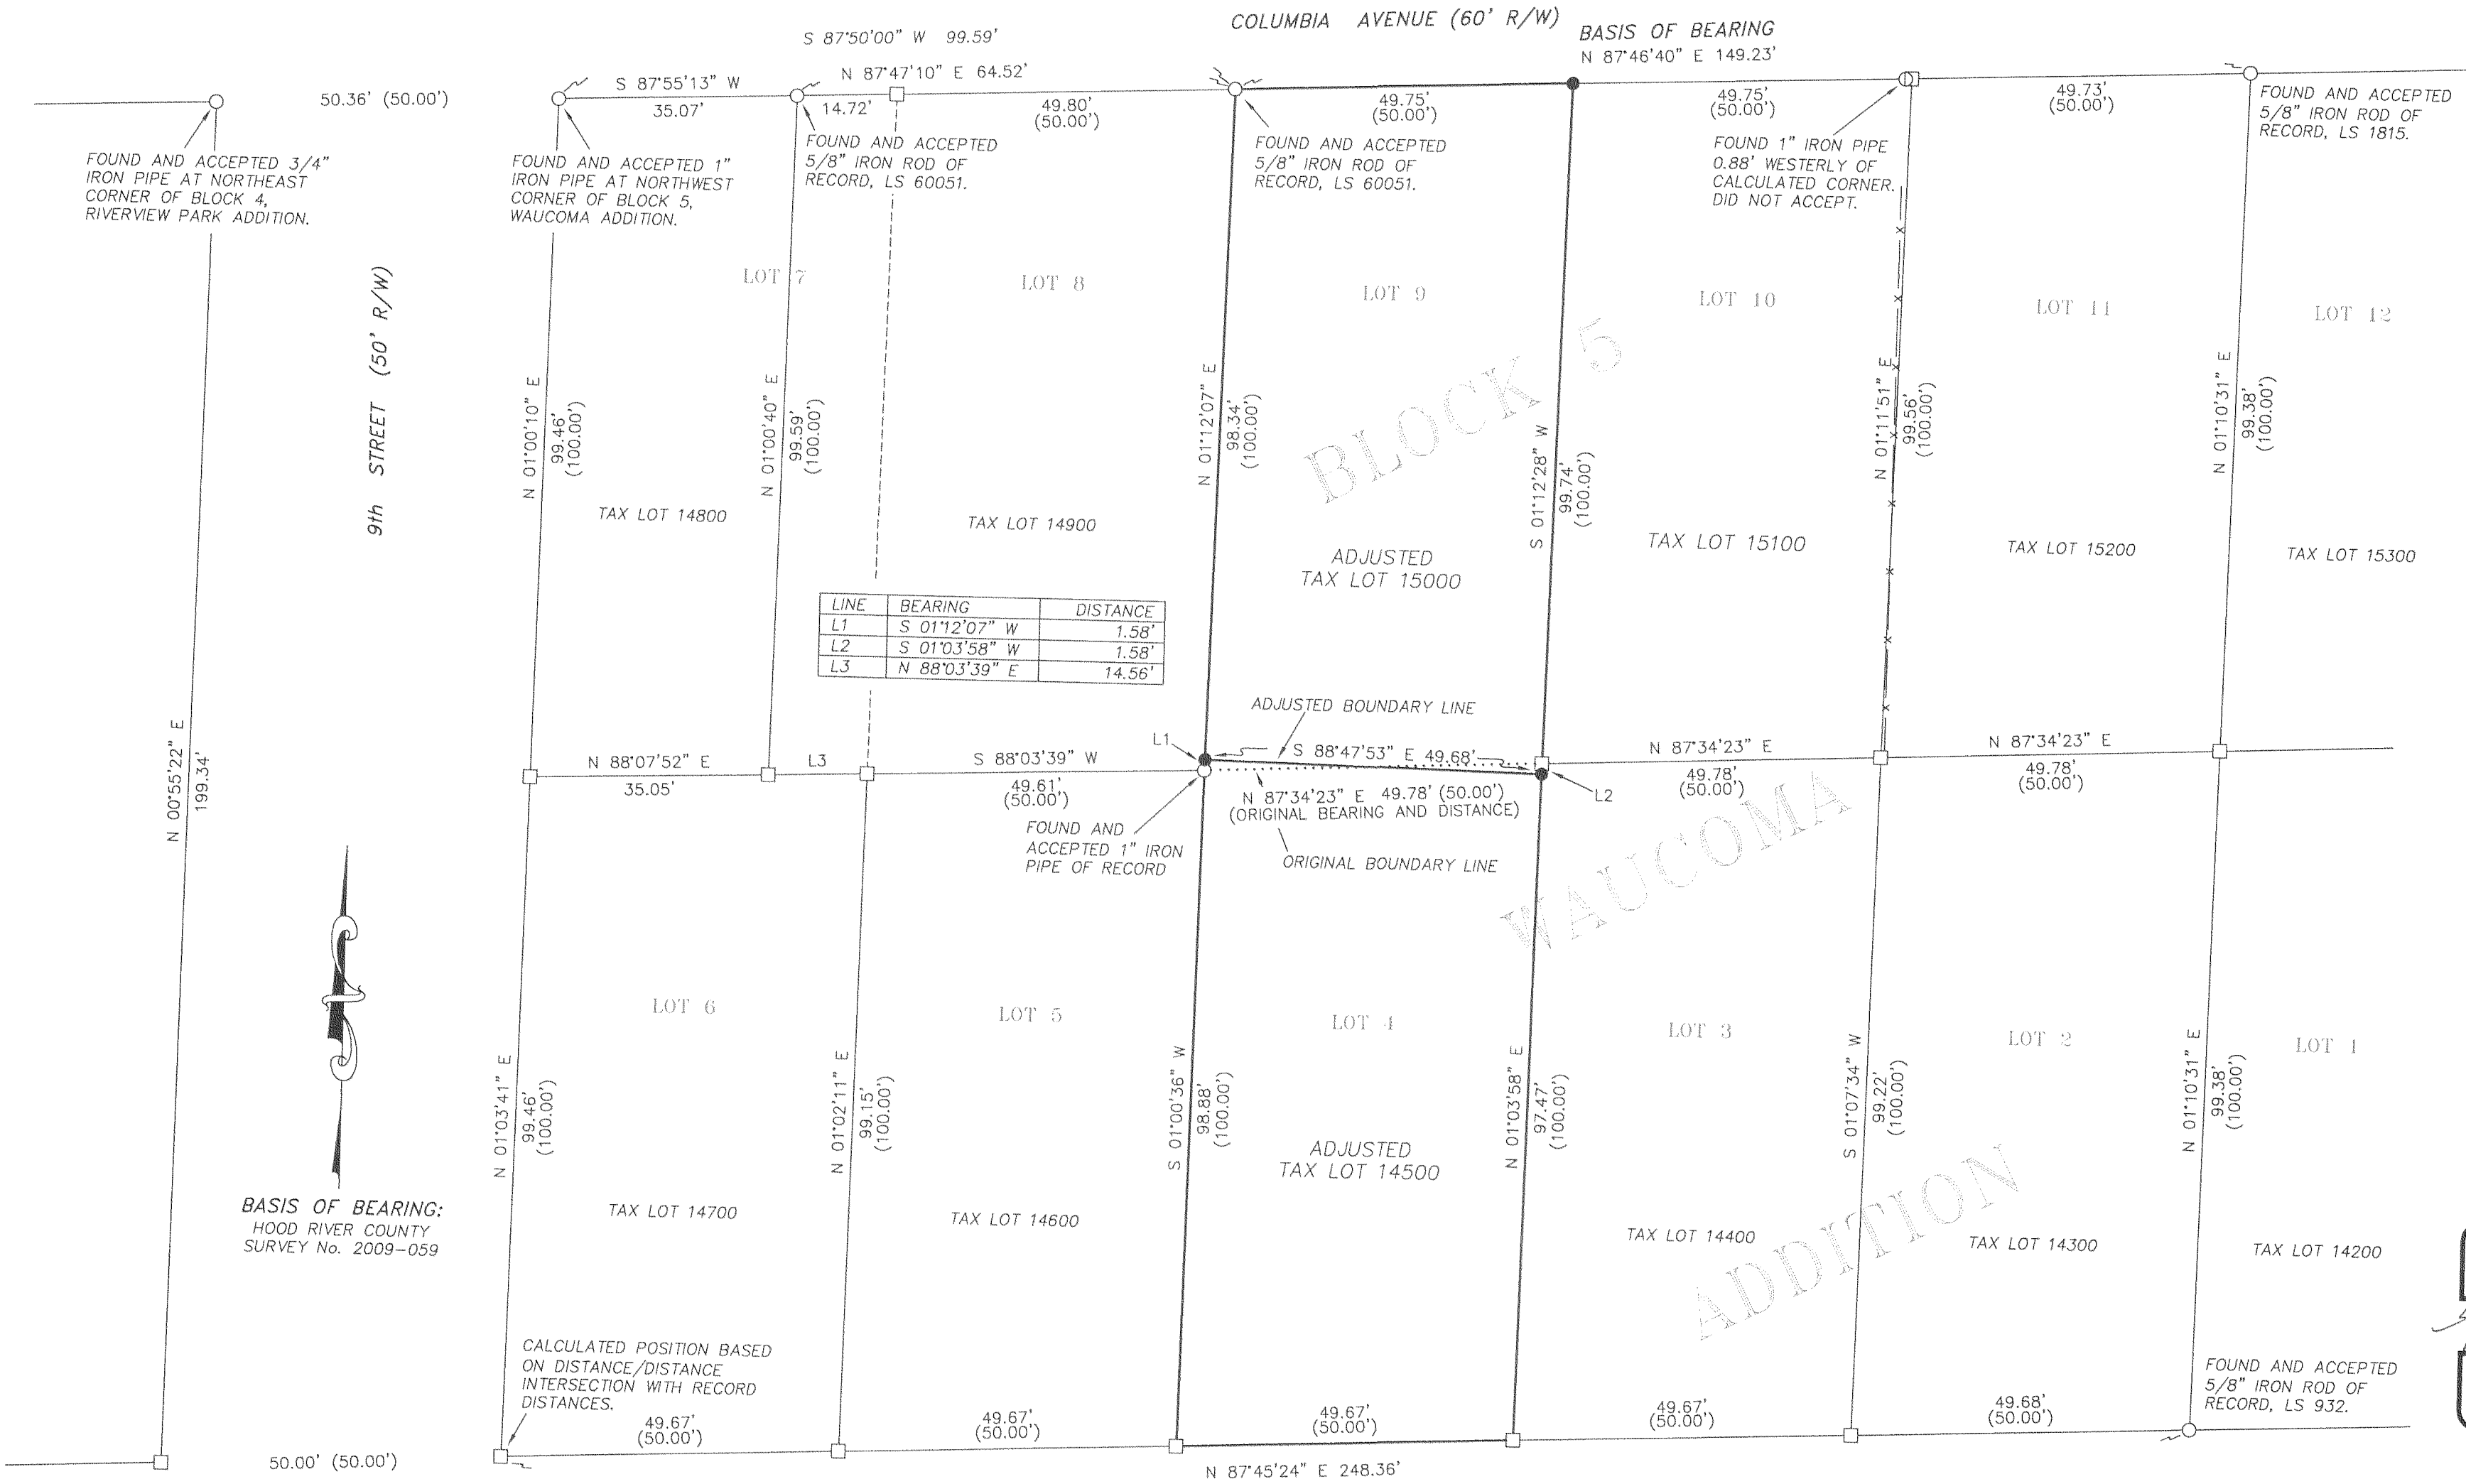 COLUMBIA AVENUE (60' R/W)
BASIS OF BEARING
N 87°46'40" E 149.23'
S 87°50'00" W 99.59'
N 87°47'10" E 64.52'
S 87°55'13" W
35.07'
14.72'
49.80'
(50.00')
49.75'
(50.00')
49.75'
(50.00')
49.73'
(50.00')
50.36' (50.00')
FOUND AND ACCEPTED 3/4"
IRON PIPE AT NORTHEAST
CORNER OF BLOCK 4,
RIVERVIEW PARK ADDITION.
FOUND AND ACCEPTED 1"
IRON PIPE AT NORTHWEST
CORNER OF BLOCK 5,
WAUCOMA ADDITION.
FOUND AND ACCEPTED
5/8" IRON ROD OF
RECORD, LS 60051.
FOUND AND ACCEPTED
5/8" IRON ROD OF
RECORD, LS 60051.
FOUND 1" IRON PIPE
0.88' WESTERLY OF
CALCULATED CORNER.
DID NOT ACCEPT.
FOUND AND ACCEPTED
5/8" IRON ROD OF
RECORD, LS 1815.
9th STREET (50' R/W)
LOT 7
LOT 8
LOT 9
LOT 10
LOT 11
LOT 12
BLOCK 5
N 01°00'10" E
99.46'
(100.00')
N 01°00'40" E
99.59'
(100.00')
N 01°12'07" E
98.34'
(100.00')
S 01°12'28" W
99.74'
(100.00')
N 01°11'51" E
99.56'
(100.00')
N 01°10'31" E
99.38'
(100.00')
TAX LOT 14800
TAX LOT 14900
ADJUSTED
TAX LOT 15000
TAX LOT 15100
TAX LOT 15200
TAX LOT 15300
LINE BEARING DISTANCE
L1 S 01°12'07" W 1.58'
L2 S 01°03'58" W 1.58'
L3 N 88°03'39" E 14.56'
N 00°55'22" E
199.34'
ADJUSTED BOUNDARY LINE
L1
S 88°47'53" E 49.68'
N 88°07'52" E
35.05'
L3
S 88°03'39" W
49.61'
(50.00')
N 87°34'23" E 49.78' (50.00')
(ORIGINAL BEARING AND DISTANCE)
L2
N 87°34'23" E
49.78'
(50.00')
N 87°34'23" E
49.78'
(50.00')
FOUND AND
ACCEPTED 1" IRON
PIPE OF RECORD
ORIGINAL BOUNDARY LINE
WAUCOMA
LOT 6
LOT 5
LOT 4
LOT 3
LOT 2
LOT 1
N 01°03'41" E
99.46'
(100.00')
N 01°02'11" E
99.15'
(100.00')
S 01°00'36" W
98.88'
(100.00')
N 01°03'58" E
97.47'
(100.00')
S 01°07'34" W
99.22'
(100.00')
N 01°10'31" E
99.38'
(100.00')
ADJUSTED
TAX LOT 14500
TAX LOT 14700
TAX LOT 14600
TAX LOT 14400
TAX LOT 14300
TAX LOT 14200
ADDITION
BASIS OF BEARING:
HOOD RIVER COUNTY
SURVEY No. 2009-059
CALCULATED POSITION BASED
ON DISTANCE/DISTANCE
INTERSECTION WITH RECORD
DISTANCES.
FOUND AND ACCEPTED
5/8" IRON ROD OF
RECORD, LS 932.
50.00' (50.00')
49.67'
(50.00')
49.67'
(50.00')
49.67'
(50.00')
49.67'
(50.00')
49.68'
(50.00')
N 87°45'24" E 248.36'